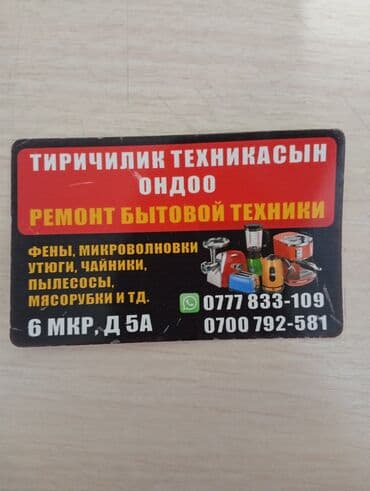 ТИРИЧИЛИК ТЕХНИКАСЫН
ОНДОО
РЕМОНТ БЫТОВОЙ ТЕХНИКИ
ФЕНЫ, МИКРОВОЛНОВКИ
УТЮГИ, ЧАЙНИКИ,
ПЫЛЕСОСЫ,
МЯСОРУБКИ И ТД.
0777 833-109
6 МКР, Д 5А
0700 792-581